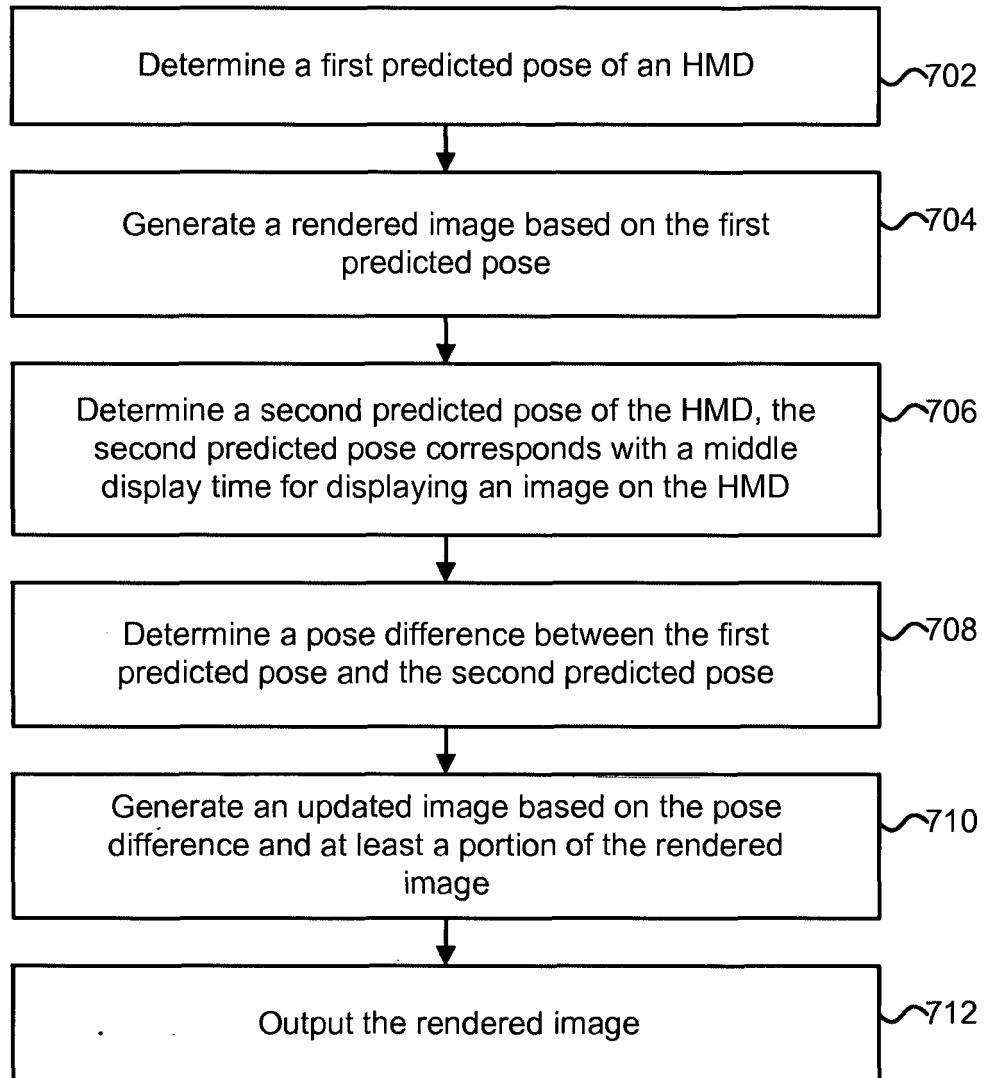 Determine a first predicted pose of an HMD
702
Generate a rendered image based on the first
predicted pose
704
Determine a second predicted pose of the HMD, the
second predicted pose corresponds with a middle
display time for displaying an image on the HMD
706
Determine a pose difference between the first
predicted pose and the second predicted pose
708
Generate an updated image based on the pose
difference and at least a portion of the rendered
image
710
Output the rendered image
712